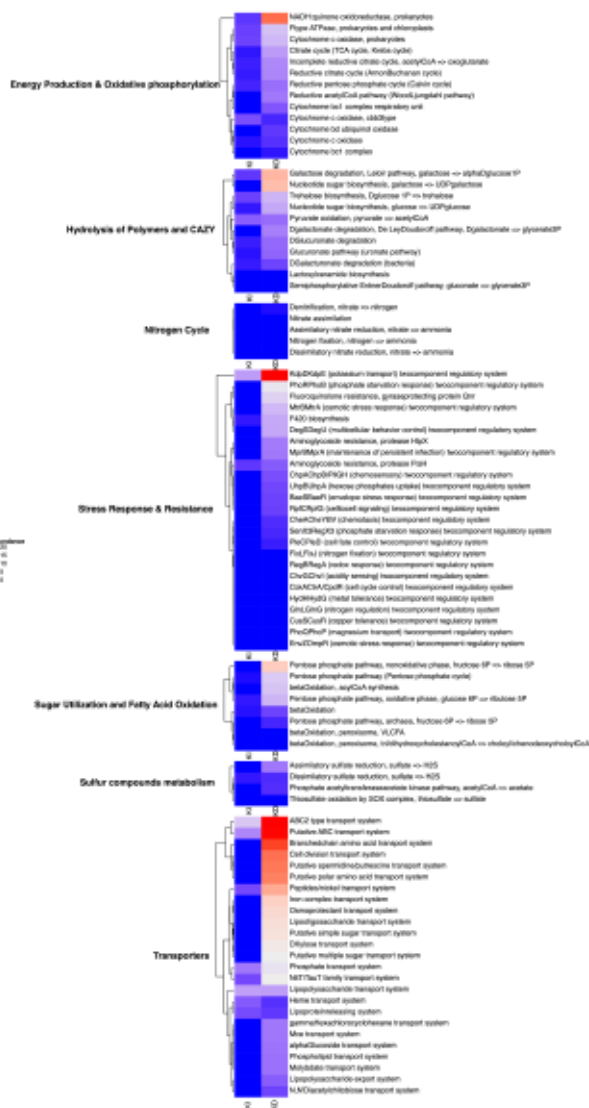 Energy Production & Oxidative phosphorylation
NADH:quinone oxidoreductase, prokaryotes
Ftype ATPase, prokaryotes and chloroplasts
Cytochrome c oxidase, prokaryotes
Citrate cycle (TCA cycle, Krebs cycle)
Incomplete reductive citrate cycle, acetylCoA => oxoglutarate
Reductive citrate cycle (ArnonBuchanan cycle)
Reductive pentose phosphate cycle (Calvin cycle)
Reductive acetylCoA pathway (WoodLjungdahl pathway)
Cytochrome bc1 complex respiratory unit
Cytochrome c oxidase, cbb3type
Cytochrome bd ubiquinol oxidase
Cytochrome c oxidase
Cytochrome bc1 complex
Hydrolysis of Polymers and CAZY
Galactose degradation, Leloir pathway, galactose => alphaDglucose1P
Nucleotide sugar biosynthesis, galactose => UDPgalactose
Trehalose biosynthesis, Dglucose 1P => trehalose
Nucleotide sugar biosynthesis, glucose => UDPglucose
Pyruvate oxidation, pyruvate => acetylCoA
Dgalactonate degradation, De LeyDoudoroff pathway, Dgalactonate => glycerate3P
DGlucuronate degradation
Glucuronate pathway (uronate pathway)
DGalacturonate degradation (bacteria)
Lactosylceramide biosynthesis
Semiphosphorylative EntnerDoudoroff pathway, gluconate => glycerate3P
Nitrogen Cycle
Denitrification, nitrate => nitrogen
Nitrate assimilation
Assimilatory nitrate reduction, nitrate => ammonia
Nitrogen fixation, nitrogen => ammonia
Dissimilatory nitrate reduction, nitrate => ammonia
Stress Response & Resistance
KdpDKdpE (potassium transport) twocomponent regulatory system
PhoRPhoB (phosphate starvation response) twocomponent regulatory system
Fluoroquinolone resistance, gyraseprotecting protein Qnr
MtrBMtrA (osmotic stress response) twocomponent regulatory system
F420 biosynthesis
DegSDegU (multicellular behavior control) twocomponent regulatory system
Aminoglycoside resistance, protease HtpX
MprBMprA (maintenance of persistent infection) twocomponent regulatory system
Aminoglycoside resistance, protease FtsH
ChpAChpB/PilGH (chemosensory) twocomponent regulatory system
UhpBUhpA (hexose phosphates uptake) twocomponent regulatory system
BaeSBaeR (envelope stress response) twocomponent regulatory system
RpfCRpfG (cellcell signaling) twocomponent regulatory system
CheACheYBV (chemotaxis) twocomponent regulatory system
SenX3RegX3 (phosphate starvation response) twocomponent regulatory system
PleCPleD (cell fate control) twocomponent regulatory system
FixLFixJ (nitrogen fixation) twocomponent regulatory system
RegBRegA (redox response) twocomponent regulatory system
ChvGChvI (acidity sensing) twocomponent regulatory system
CckACtrA/CpdR (cell cycle control) twocomponent regulatory system
HydHHydG (metal tolerance) twocomponent regulatory system
GlnLGlnG (nitrogen regulation) twocomponent regulatory system
CusSCusR (copper tolerance) twocomponent regulatory system
PhoQPhoP (magnesium transport) twocomponent regulatory system
EnvZOmpR (osmotic stress response) twocomponent regulatory system
Sugar Utilization and Fatty Acid Oxidation
Pentose phosphate pathway, nonoxidative phase, fructose 6P => ribose 5P
Pentose phosphate pathway (Pentose phosphate cycle)
betaOxidation, acylCoA synthesis
Pentose phosphate pathway, oxidative phase, glucose 6P => ribulose 5P
betaOxidation
Pentose phosphate pathway, archaea, fructose 6P => ribose 5P
betaOxidation, peroxisome, VLCFA
Sulfur compounds metabolism
Assimilatory sulfate reduction, sulfate => H2S
Dissimilatory sulfate reduction, sulfate => H2S
Phosphate acetyltransferaseacetate kinase pathway, acetylCoA => acetate
Thiosulfate oxidation by SOX complex, thiosulfate => sulfate
Transporters
ABC2 type transport system
Putative ABC transport system
Branchedchain amino acid transport system
Cell division transport system
Putative spermidine/putrescine transport system
Putative polar amino acid transport system
Peptides/nickel transport system
Iron complex transport system
Osmoprotectant transport system
Lipooligosaccharide transport system
Putative simple sugar transport system
DXylose transport system
Putative multiple sugar transport system
Phosphate transport system
NitT/TauT family transport system
Lipopolysaccharide transport system
Heme transport system
Lipoproteinreleasing system
gammaHexachlorocyclohexane transport system
Mce transport system
alphaGlucoside transport system
Phospholipid transport system
Molybdate transport system
Lipopolysaccharide export system
N,N'Diacetylchitobiose transport system